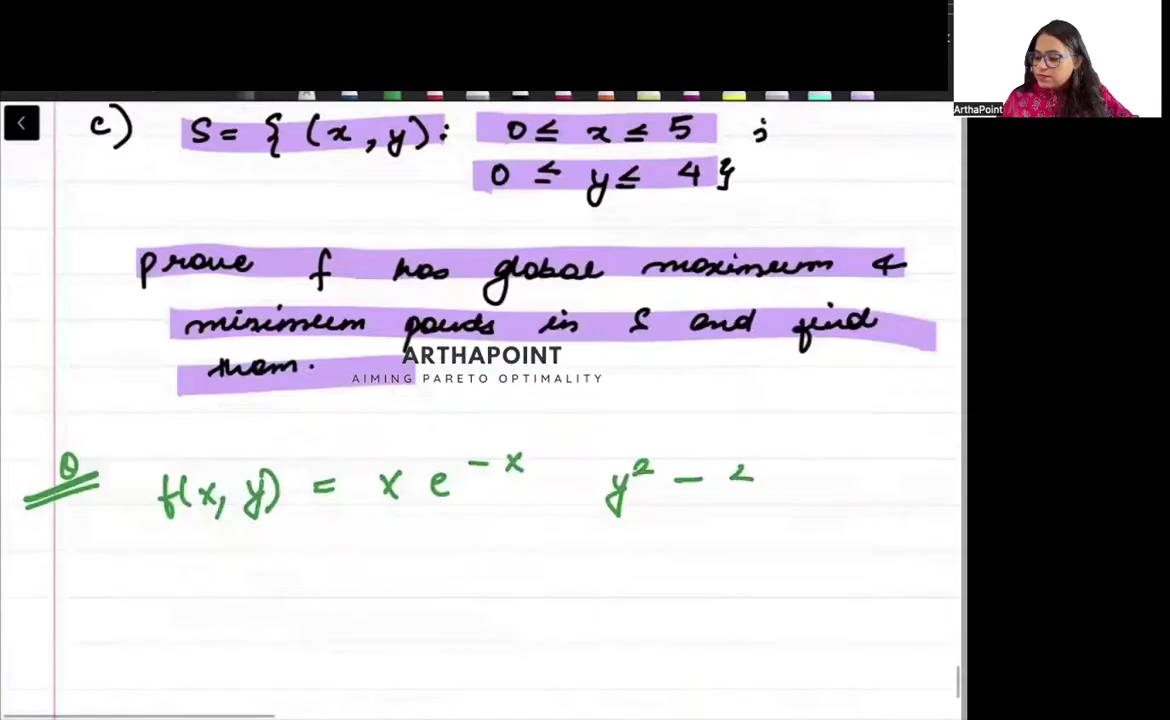 ArthaPoint
c) S = { (x, y) : 0 ≤ x ≤ 5 ;
0 ≤ y ≤ 4 }
prove f has global maximum &
minimum points in S and find
them.
ARTHAPOINT
AIMING PARETO OPTIMALITY
Q f(x, y) = x e^{-x} y² - 2